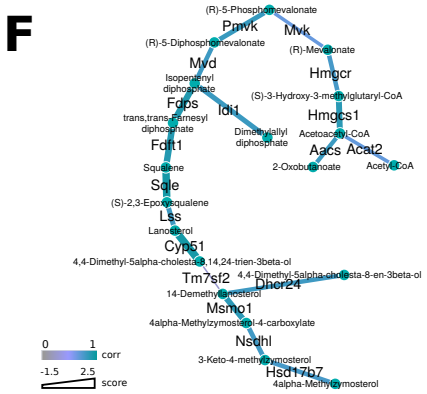 F
(R)-5-Phosphomevalonate
Pmvk
Mvk
(R)-5-Diphosphomevalonate
(R)-Mevalonate
Mvd
Hmgcr
Isopentenyl
diphosphate
(S)-3-Hydroxy-3-methylglutaryl-CoA
Fdps
Idi1
Hmgcs1
trans,trans-Farnesyl
diphosphate
Dimethylallyl
diphosphate
Acetoacetyl-CoA
Fdft1
Aacs
Acat2
Squalene
2-Oxobutanoate
Acetyl-CoA
Sqle
(S)-2,3-Epoxysqualene
Lss
Lanosterol
Cyp51
4,4-Dimethyl-5alpha-cholesta-8,14,24-trien-3beta-ol
Tm7sf2
4,4-Dimethyl-5alpha-cholesta-8-en-3beta-ol
Dhcr24
14-Demethyllanosterol
Msmo1
4alpha-Methylzymosterol-4-carboxylate
Nsdhl
3-Keto-4-methylzymosterol
Hsd17b7
4alpha-Methylzymosterol
0 1
corr
-1.5 2.5
score